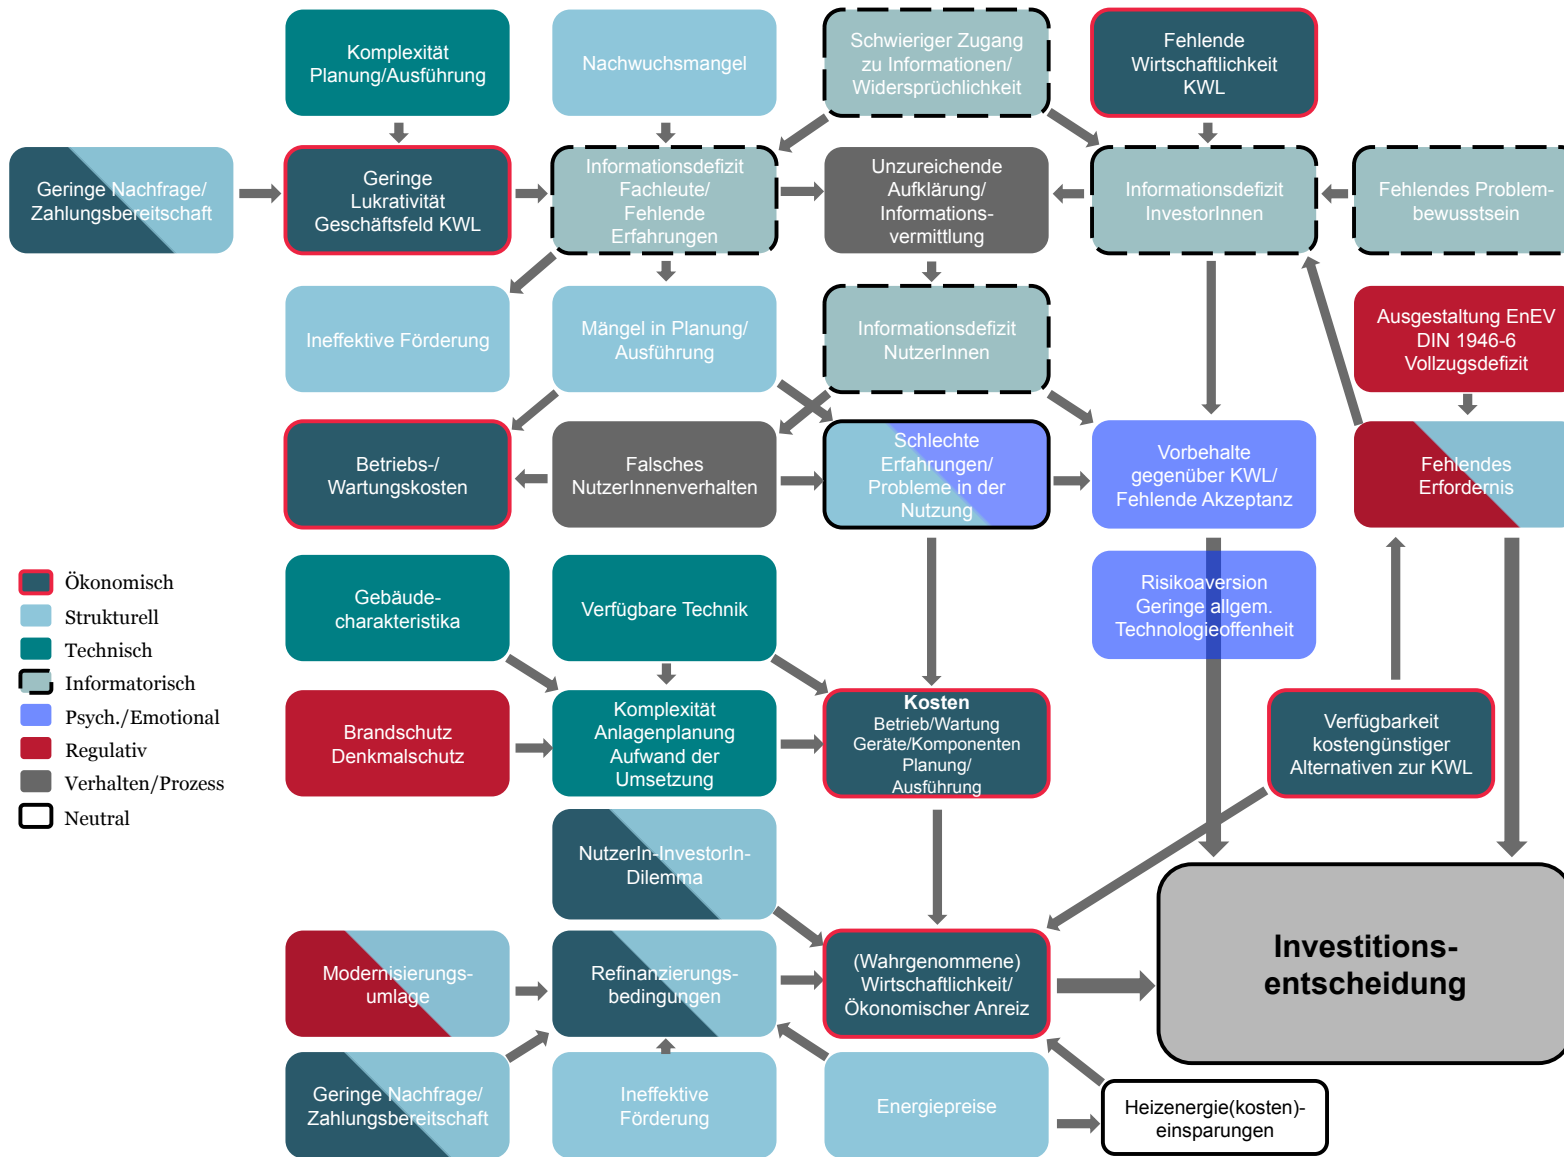 Komplexität
Planung/Ausführung
Nachwuchsmangel
Schwieriger Zugang
zu Informationen/
Widersprüchlichkeit
Fehlende
Wirtschaftlichkeit
KWL
Geringe Nachfrage/
Zahlungsbereitschaft
Geringe
Lukrativität
Geschäftsfeld KWL
Informationsdefizit
Fachleute/
Fehlende
Erfahrungen
Unzureichende
Aufklärung/
Informations-
vermittlung
Informationsdefizit
InvestorInnen
Fehlendes Problem-
bewusstsein
Ineffektive Förderung
Mängel in Planung/
Ausführung
Informationsdefizit
NutzerInnen
Ausgestaltung EnEV
DIN 1946-6
Vollzugsdefizit
Betriebs-/
Wartungskosten
Falsches
NutzerInnenverhalten
Schlechte
Erfahrungen/
Probleme in der
Nutzung
Vorbehalte
gegenüber KWL/
Fehlende Akzeptanz
Fehlendes
Erfordernis
Ökonomisch
Strukturell
Technisch
Informatorisch
Psych./Emotional
Regulativ
Verhalten/Prozess
Neutral
Gebäude-
charakteristika
Verfügbare Technik
Risikoaversion
Geringe allgem.
Technologieoffenheit
Brandschutz
Denkmalschutz
Komplexität
Anlagenplanung
Aufwand der
Umsetzung
Kosten
Betrieb/Wartung
Geräte/Komponenten
Planung/
Ausführung
Verfügbarkeit
kostengünstiger
Alternativen zur KWL
NutzerIn-InvestorIn-
Dilemma
Modernisierungs-
umlage
Refinanzierungs-
bedingungen
(Wahrgenommene)
Wirtschaftlichkeit/
Ökonomischer Anreiz
Investitions-
entscheidung
Geringe Nachfrage/
Zahlungsbereitschaft
Ineffektive
Förderung
Energiepreise
Heizenergie(kosten)-
einsparungen